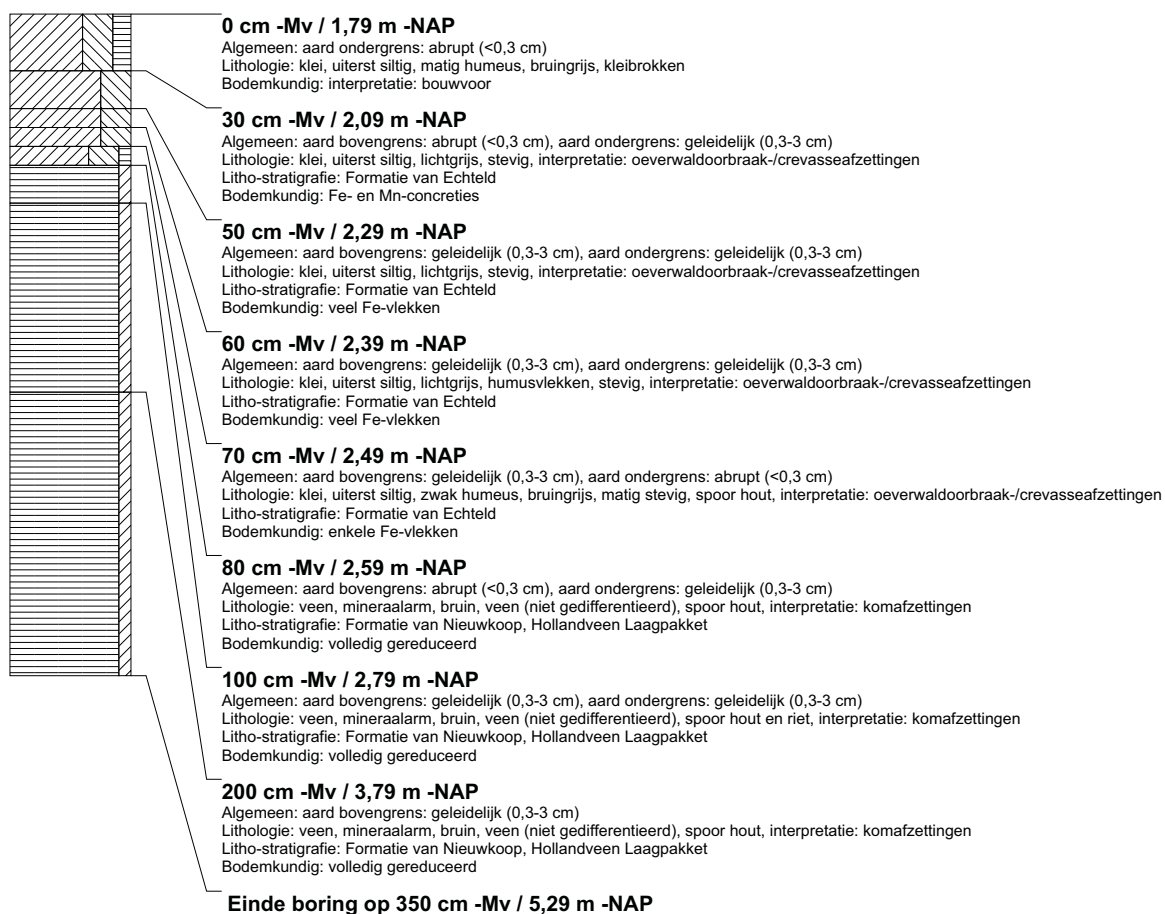 0 cm -Mv / 1,79 m -NAP
Algemeen: aard ondergrens: abrupt (<0,3 cm)
Lithologie: klei, uiterst siltig, matig humeus, bruingrijs, kleibrokken
Bodemkundig: interpretatie: bouwvoor
30 cm -Mv / 2,09 m -NAP
Algemeen: aard bovengrens: abrupt (<0,3 cm), aard ondergrens: geleidelijk (0,3-3 cm)
Lithologie: klei, uiterst siltig, lichtgrijs, stevig, interpretatie: oeverwaldoorbraak-/crevasseafzettingen
Litho-stratigrafie: Formatie van Echteld
Bodemkundig: Fe- en Mn-concreties
50 cm -Mv / 2,29 m -NAP
Algemeen: aard bovengrens: geleidelijk (0,3-3 cm), aard ondergrens: geleidelijk (0,3-3 cm)
Lithologie: klei, uiterst siltig, lichtgrijs, stevig, interpretatie: oeverwaldoorbraak-/crevasseafzettingen
Litho-stratigrafie: Formatie van Echteld
Bodemkundig: veel Fe-vlekken
60 cm -Mv / 2,39 m -NAP
Algemeen: aard bovengrens: geleidelijk (0,3-3 cm), aard ondergrens: geleidelijk (0,3-3 cm)
Lithologie: klei, uiterst siltig, lichtgrijs, humusvlekken, stevig, interpretatie: oeverwaldoorbraak-/crevasseafzettingen
Litho-stratigrafie: Formatie van Echteld
Bodemkundig: veel Fe-vlekken
70 cm -Mv / 2,49 m -NAP
Algemeen: aard bovengrens: geleidelijk (0,3-3 cm), aard ondergrens: abrupt (<0,3 cm)
Lithologie: klei, uiterst siltig, zwak humeus, bruingrijs, matig stevig, spoor hout, interpretatie: oeverwaldoorbraak-/crevasseafzettingen
Litho-stratigrafie: Formatie van Echteld
Bodemkundig: enkele Fe-vlekken
80 cm -Mv / 2,59 m -NAP
Algemeen: aard bovengrens: abrupt (<0,3 cm), aard ondergrens: geleidelijk (0,3-3 cm)
Lithologie: veen, mineraalarm, bruin, veen (niet gedifferentieerd), spoor hout, interpretatie: komafzettingen
Litho-stratigrafie: Formatie van Nieuwkoop, Hollandveen Laagpakket
Bodemkundig: volledig gereduceerd
100 cm -Mv / 2,79 m -NAP
Algemeen: aard bovengrens: geleidelijk (0,3-3 cm), aard ondergrens: geleidelijk (0,3-3 cm)
Lithologie: veen, mineraalarm, bruin, veen (niet gedifferentieerd), spoor hout en riet, interpretatie: komafzettingen
Litho-stratigrafie: Formatie van Nieuwkoop, Hollandveen Laagpakket
Bodemkundig: volledig gereduceerd
200 cm -Mv / 3,79 m -NAP
Algemeen: aard bovengrens: geleidelijk (0,3-3 cm)
Lithologie: veen, mineraalarm, bruin, veen (niet gedifferentieerd), spoor hout, interpretatie: komafzettingen
Litho-stratigrafie: Formatie van Nieuwkoop, Hollandveen Laagpakket
Bodemkundig: volledig gereduceerd
Einde boring op 350 cm -Mv / 5,29 m -NAP